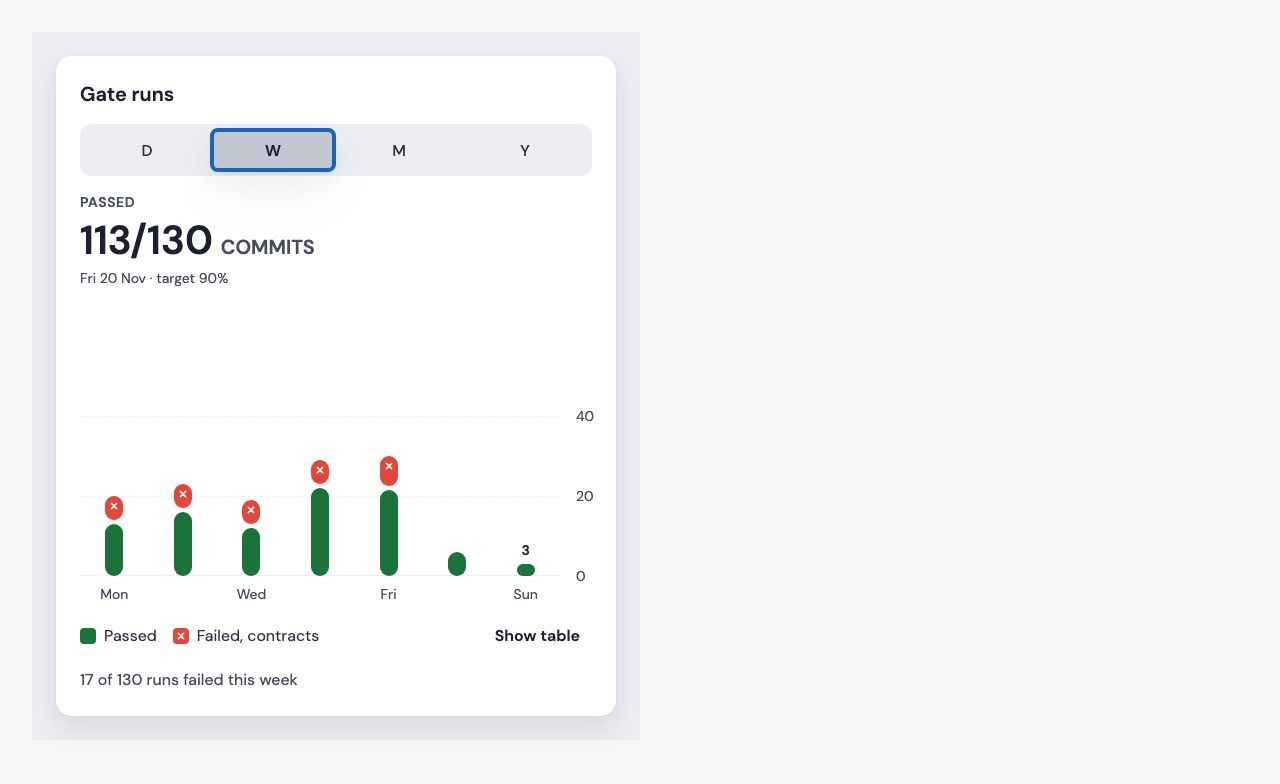 Gate runs
D W M Y
PASSED
113/130 COMMITS
Fri 20 Nov · target 90%
40
20
3
0
Mon Wed Fri Sun
Passed Failed, contracts Show table
17 of 130 runs failed this week